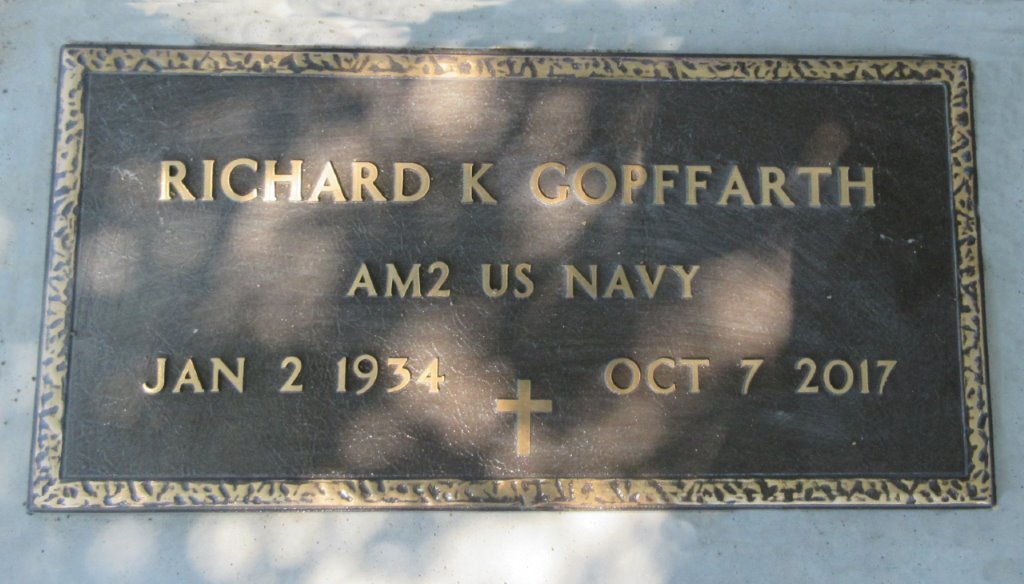 RICHARD K GOPFFARTH
AM2 US NAVY
JAN 2 1934 OCT 7 2017